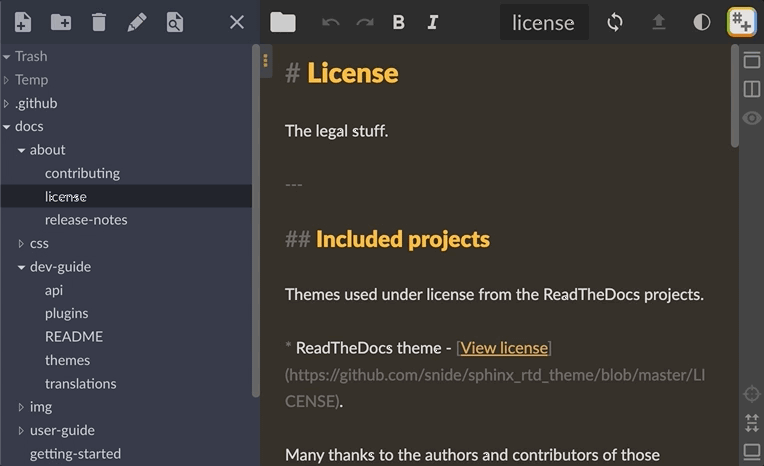 B I license
Trash
Temp
.github
docs
about
contributing
license
release-notes
css
dev-guide
api
plugins
README
themes
translations
img
user-guide
getting-started
# License
The legal stuff.
---
## Included projects
Themes used under license from the ReadTheDocs projects.
* ReadTheDocs theme - [View license]
(https://github.com/snide/sphinx_rtd_theme/blob/master/LI
CENSE).
Many thanks to the authors and contributors of those